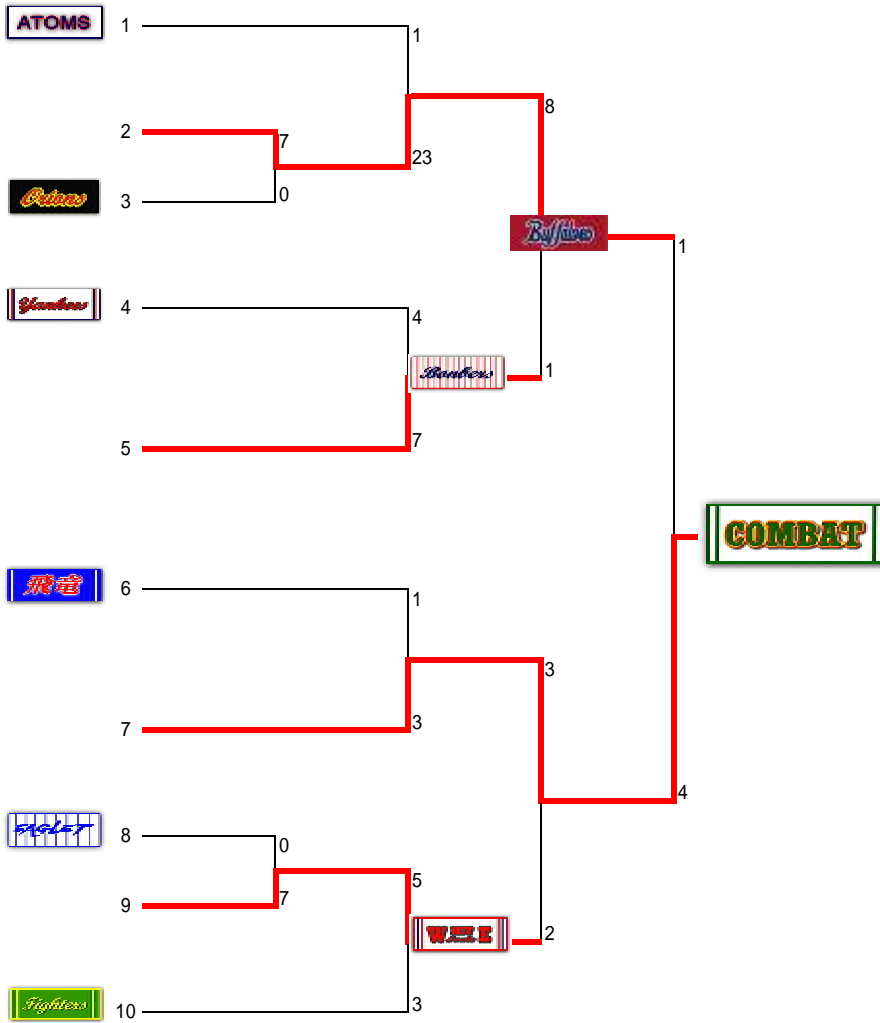 ATOMS 1
1
8
2
7
23
Orions 3
0
Buffaloes
1
Yankees 4
4
Bombers
1
5
7
COMBAT
飛竜 6
1
3
7
3
4
EAGLET 8
0
5
9
7
W E
2
Fighters 10
3